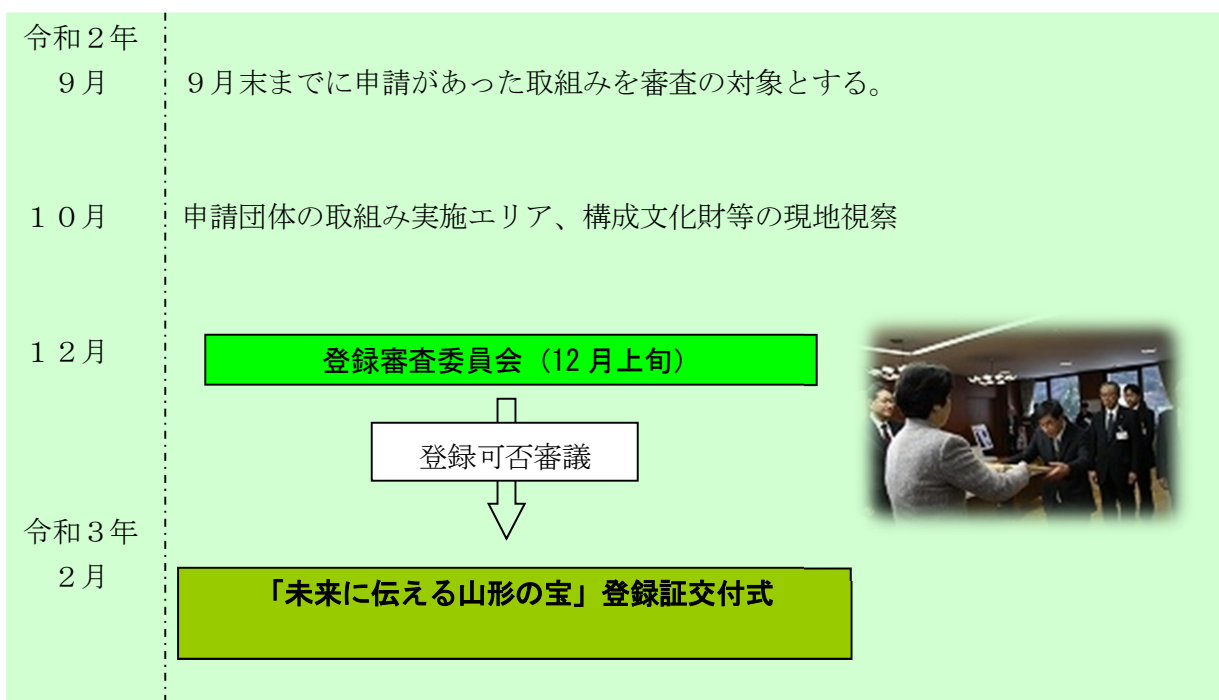 令和２年
９月 ９月末までに申請があった取組みを審査の対象とする。
１０月 申請団体の取組み実施エリア、構成文化財等の現地視察
１２月 登録審査委員会（12月上旬）
登録可否審議
令和３年
２月 「未来に伝える山形の宝」登録証交付式